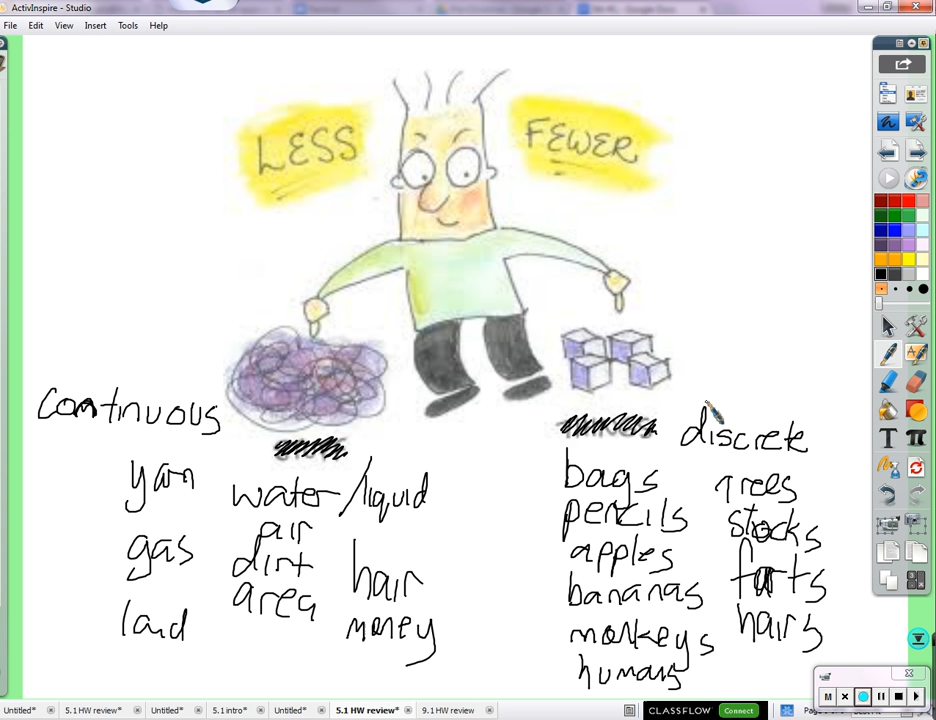 ActivInspire - Studio
File Edit View Insert Tools Help
LESS
FEWER
continuous
discrete
yarn
water/liquid
gas
air
dirt
hair
area
money
bags
trees
pencils
stocks
apples
farts
bananas
hairs
monkeys
humans
Untitled* 5.1 HW review* Untitled* 5.1 intro* Untitled* 5.1 HW review* 9.1 HW review
CLASSFLOW Connect
M